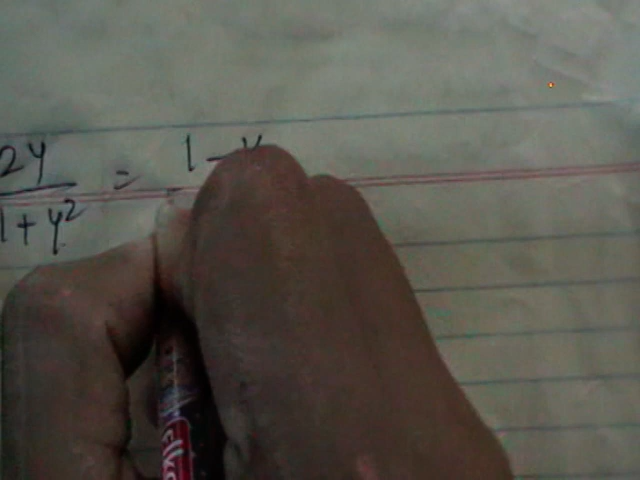 2y/1+y² = 1-